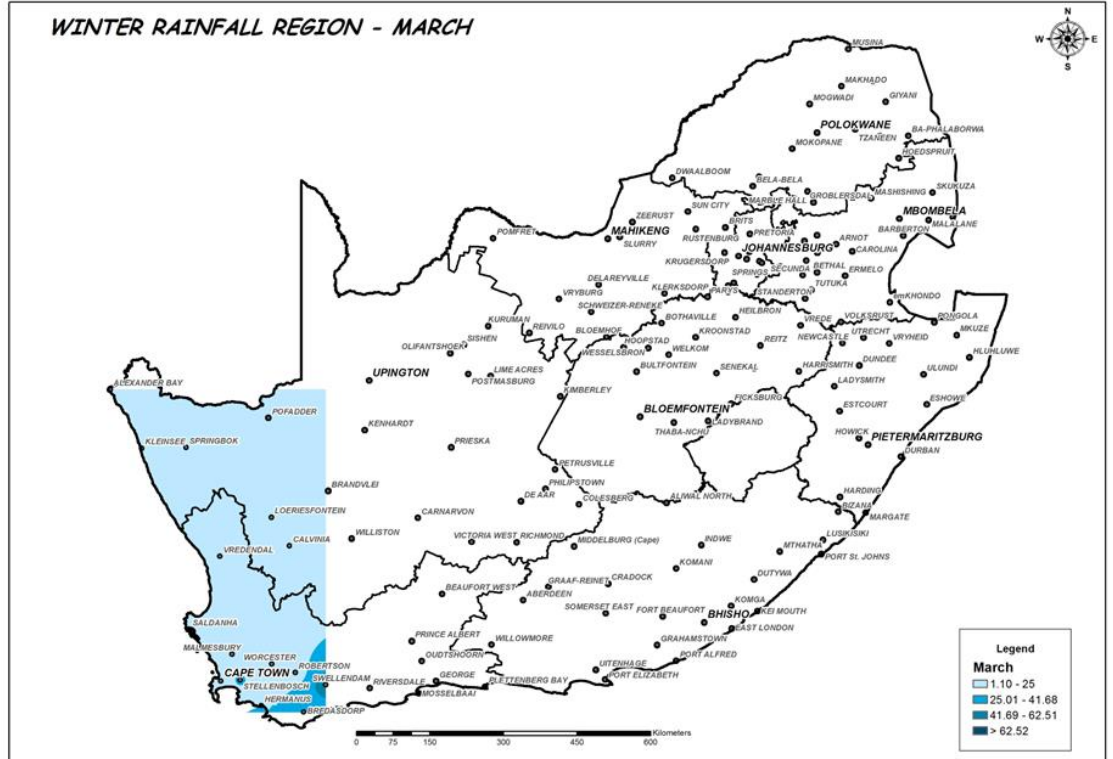 WINTER RAINFALL REGION - MARCH
N
W E
S
MUSINA
MAKHADO
MOGWADI
GIYANI
POLOKWANE
TZANEEN
BA-PHALABORWA
MOKOPANE
HOEDSPRUIT
DWAALBOOM
BELA-BELA
GROBLERSDAL
MASHISHING
SKUKUZA
MARBLE HALL
SUN CITY
ZEERUST
BRITS
MBOMBELA
MALALANE
POMFRET
MAHIKENG
SLURRY
RUSTENBURG
PRETORIA
ARNOT
BARBERTON
JOHANNESBURG
CAROLINA
KRUGERSDORP
SPRINGS
SECUNDA
BETHAL
ERMELO
DELAREYVILLE
TUTUKA
VRYBURG
KLERKSDORP
PARYS
STANDERTON
emKHONDO
SCHWEIZER-RENEKE
HEILBRON
BOTHAVILLE
VREDE
VOLKSRUST
PONGOLA
KURUMAN
REIVILO
BLOEMHOF
KROONSTAD
UTRECHT
MKUZE
OLIFANTSHOEK
SISHEN
HOOPSTAD
REITZ
NEWCASTLE
VRYHEID
WESSELSBRON
WELKOM
HLUHLUWE
UPINGTON
LIME ACRES
POSTMASBURG
BULTFONTEIN
SENEKAL
HARRISMITH
DUNDEE
ULUNDI
ALEXANDER BAY
KIMBERLEY
LADYSMITH
FICKSBURG
POFADDER
BLOEMFONTEIN
ESTCOURT
ESHOWE
KENHARDT
LADYBRAND
THABA-NCHU
HOWICK
PIETERMARITZBURG
KLEINSEE
SPRINGBOK
PRIESKA
DURBAN
PETRUSVILLE
BRANDVLEI
PHILIPSTOWN
DE AAR
COLESBERG
ALIWAL NORTH
HARDING
BIZANA
LOERIESFONTEIN
CARNARVON
MARGATE
WILLISTON
VICTORIA WEST
RICHMOND
MIDDELBURG (Cape)
INDWE
LUSIKISIKI
CALVINIA
MTHATHA
VREDENDAL
PORT St. JOHNS
KOMANI
BEAUFORT WEST
GRAAF-REINET
CRADOCK
DUTYWA
ABERDEEN
SOMERSET EAST
FORT BEAUFORT
KOMGA
BHISHO
KEI MOUTH
SALDANHA
EAST LONDON
PRINCE ALBERT
WILLOWMORE
GRAHAMSTOWN
MALMESBURY
WORCESTER
OUDTSHOORN
PORT ALFRED
CAPE TOWN
ROBERTSON
UITENHAGE
STELLENBOSCH
SWELLENDAM
RIVERSDALE
GEORGE
PLETTENBERG BAY
PORT ELIZABETH
HERMANUS
MOSSELBAAI
BREDASDORP
Kilometers
0 75 150 300 450 600
Legend
March
1.10 - 25
25.01 - 41.68
41.69 - 62.51
> 62.52